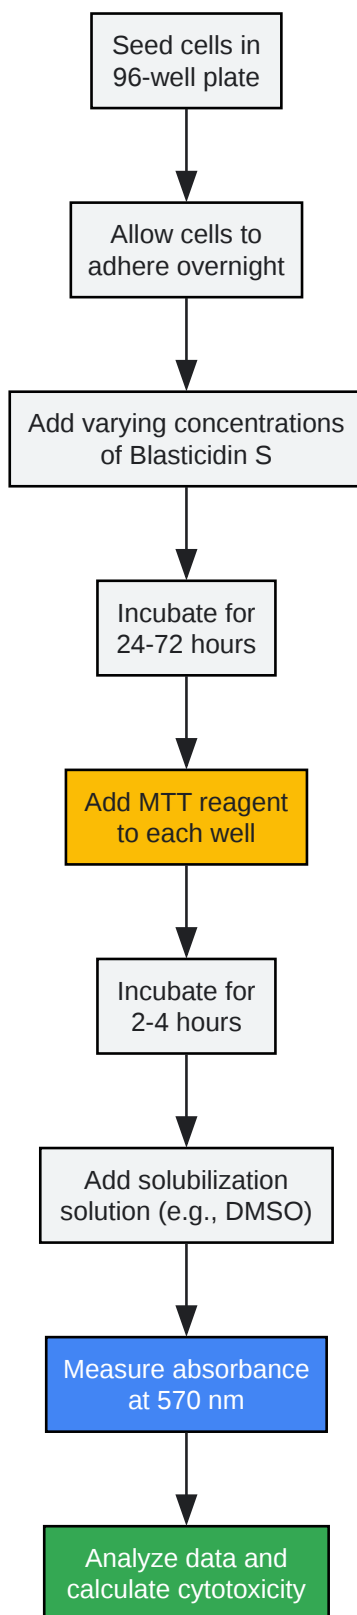 Seed cells in
96-well plate
Allow cells to
adhere overnight
Add varying concentrations
of Blasticidin S
Incubate for
24-72 hours
Add MTT reagent
to each well
Incubate for
2-4 hours
Add solubilization
solution (e.g., DMSO)
Measure absorbance
at 570 nm
Analyze data and
calculate cytotoxicity